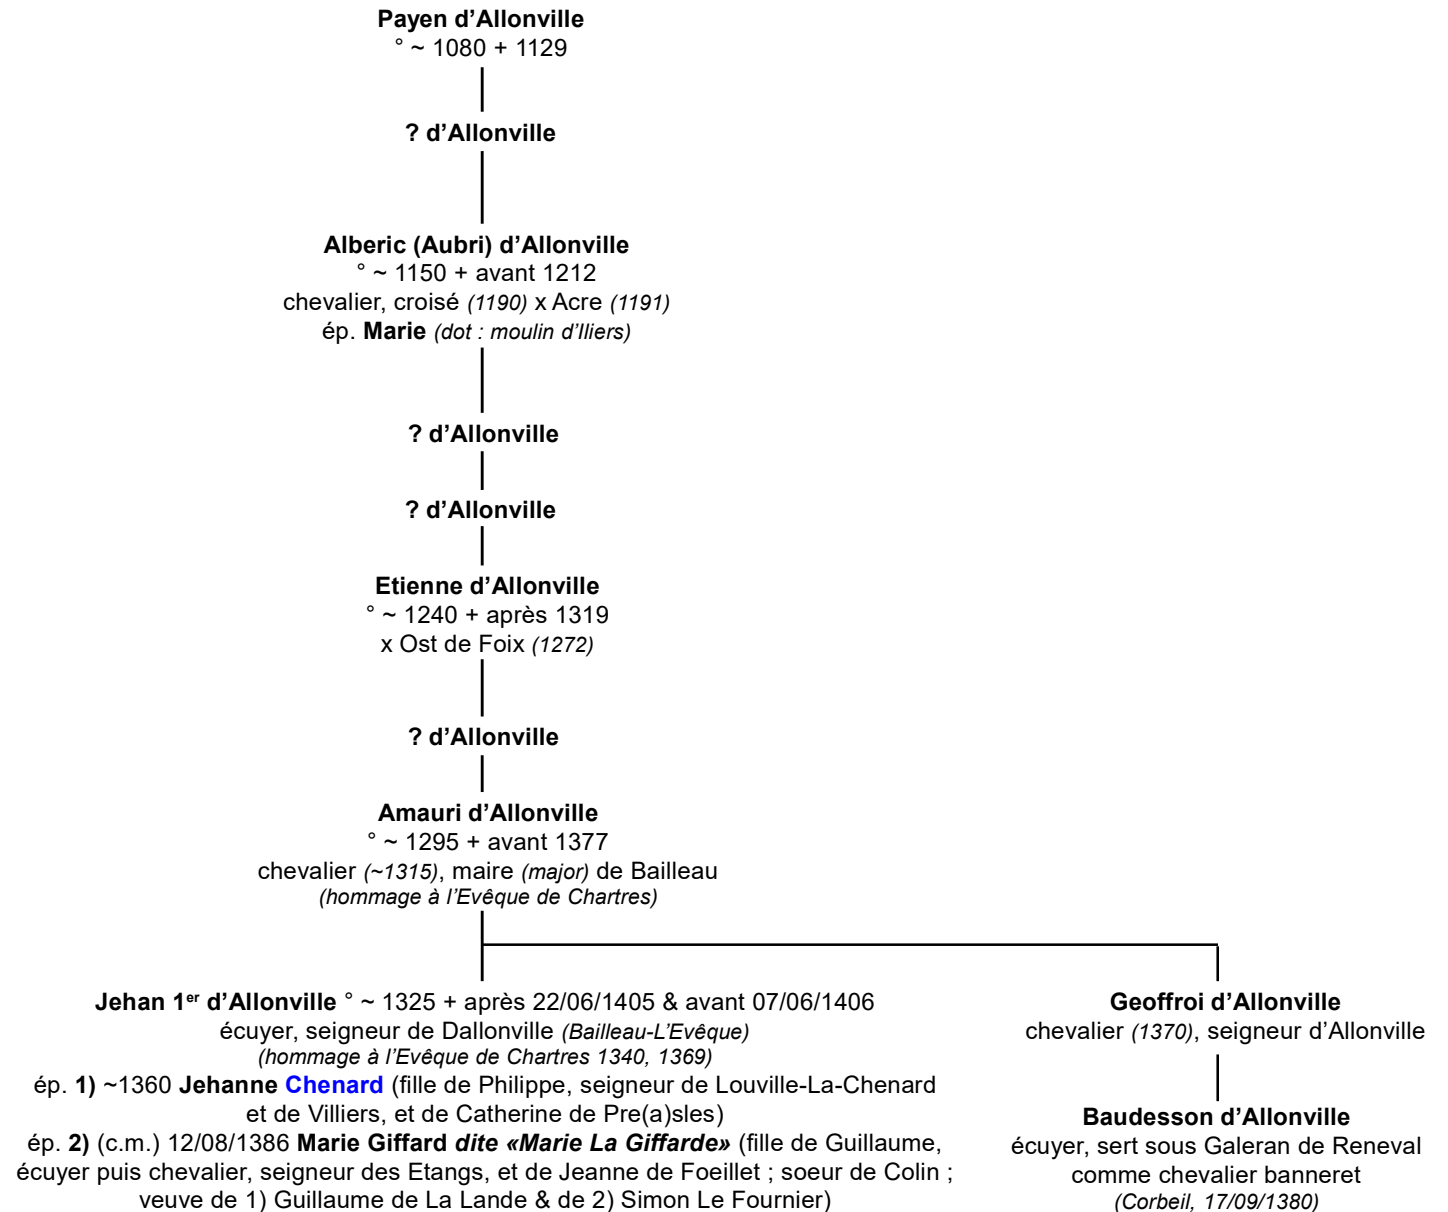 Payen d’Allonville
° ~ 1080 + 1129
? d’Allonville
Alberic (Aubri) d’Allonville
° ~ 1150 + avant 1212
chevalier, croisé (1190) x Acre (1191)
ép. Marie (dot : moulin d’Iliers)
? d’Allonville
? d’Allonville
Etienne d’Allonville
° ~ 1240 + après 1319
x Ost de Foix (1272)
? d’Allonville
Amauri d’Allonville
° ~ 1295 + avant 1377
chevalier (~1315), maire (major) de Bailleau
(hommage à l’Evêque de Chartres)
Jehan 1er d’Allonville ° ~ 1325 + après 22/06/1405 & avant 07/06/1406
écuyer, seigneur de Dallonville (Bailleau-L’Evêque)
(hommage à l’Evêque de Chartres 1340, 1369)
ép. 1) ~1360 Jehanne Chenard (fille de Philippe, seigneur de Louville-La-Chenard
et de Villiers, et de Catherine de Pre(a)sles)
ép. 2) (c.m.) 12/08/1386 Marie Giffard dite «Marie La Giffarde» (fille de Guillaume,
écuyer puis chevalier, seigneur des Etangs, et de Jeanne de Foeillet ; soeur de Colin ;
veuve de 1) Guillaume de La Lande & de 2) Simon Le Fournier)
Geoffroi d’Allonville
chevalier (1370), seigneur d’Allonville
Baudesson d’Allonville
écuyer, sert sous Galeran de Reneval
comme chevalier banneret
(Corbeil, 17/09/1380)